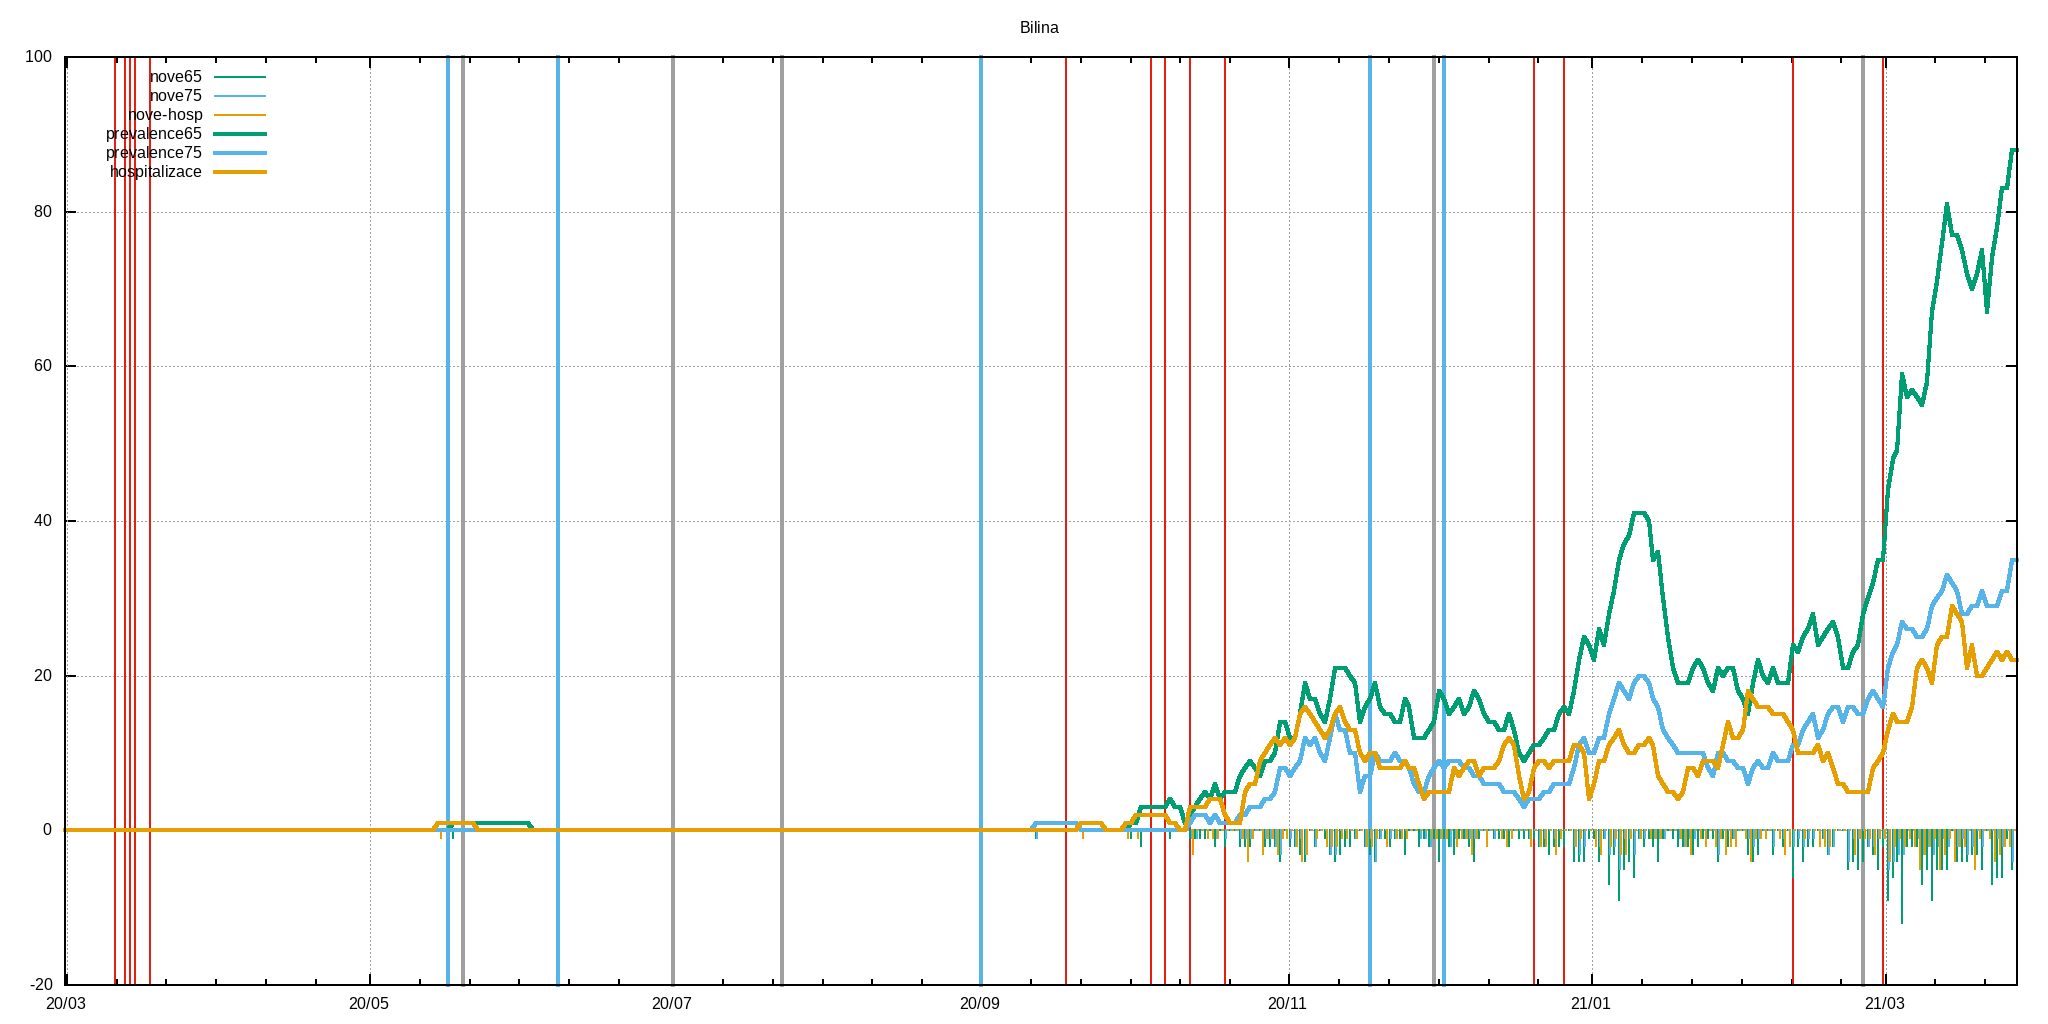 Bilina
100
nove65
nove75
nove-hosp
prevalence65
prevalence75
hospitalizace
80
60
40
20
0
-20
20/03 20/05 20/07 20/09 20/11 21/01 21/03